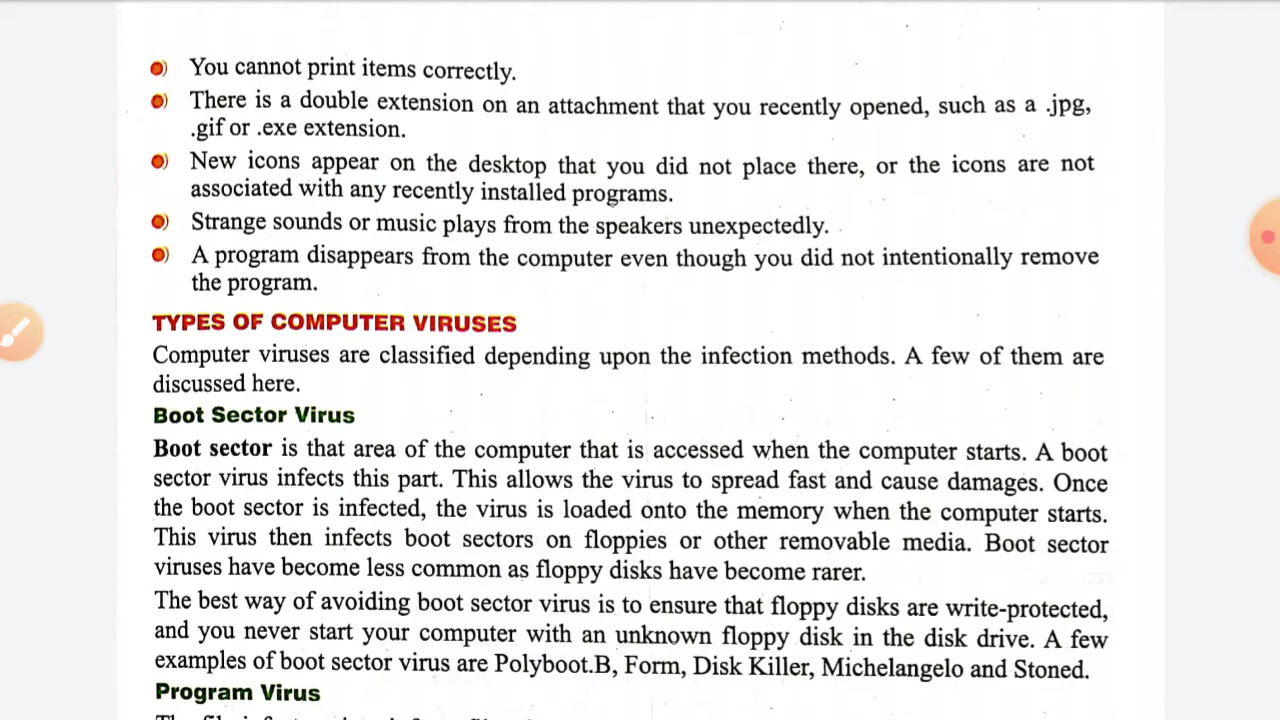 You cannot print items correctly.
There is a double extension on an attachment that you recently opened, such as a .jpg,
.gif or .exe extension.
New icons appear on the desktop that you did not place there, or the icons are not
associated with any recently installed programs.
Strange sounds or music plays from the speakers unexpectedly.
A program disappears from the computer even though you did not intentionally remove
the program.
TYPES OF COMPUTER VIRUSES
Computer viruses are classified depending upon the infection methods. A few of them are
discussed here.
Boot Sector Virus
Boot sector is that area of the computer that is accessed when the computer starts. A boot
sector virus infects this part. This allows the virus to spread fast and cause damages. Once
the boot sector is infected, the virus is loaded onto the memory when the computer starts.
This virus then infects boot sectors on floppies or other removable media. Boot sector
viruses have become less common as floppy disks have become rarer.
The best way of avoiding boot sector virus is to ensure that floppy disks are write-protected,
and you never start your computer with an unknown floppy disk in the disk drive. A few
examples of boot sector virus are Polyboot.B, Form, Disk Killer, Michelangelo and Stoned.
Program Virus